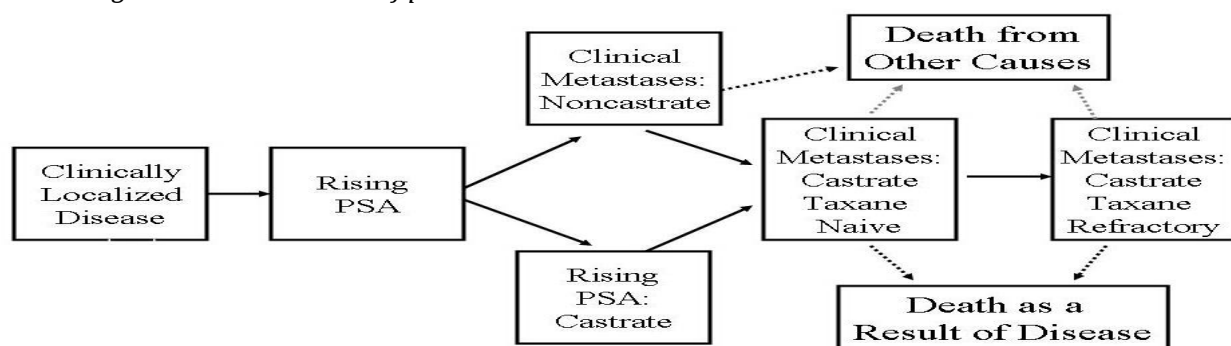 Clinically
Localized
Disease
Rising
PSA
Clinical
Metastases:
Noncastrate
Rising
PSA:
Castrate
Death from
Other Causes
Clinical
Metastases:
Castrate
Taxane
Naive
Clinical
Metastases:
Castrate
Taxane
Refractory
Death as a
Result of Disease